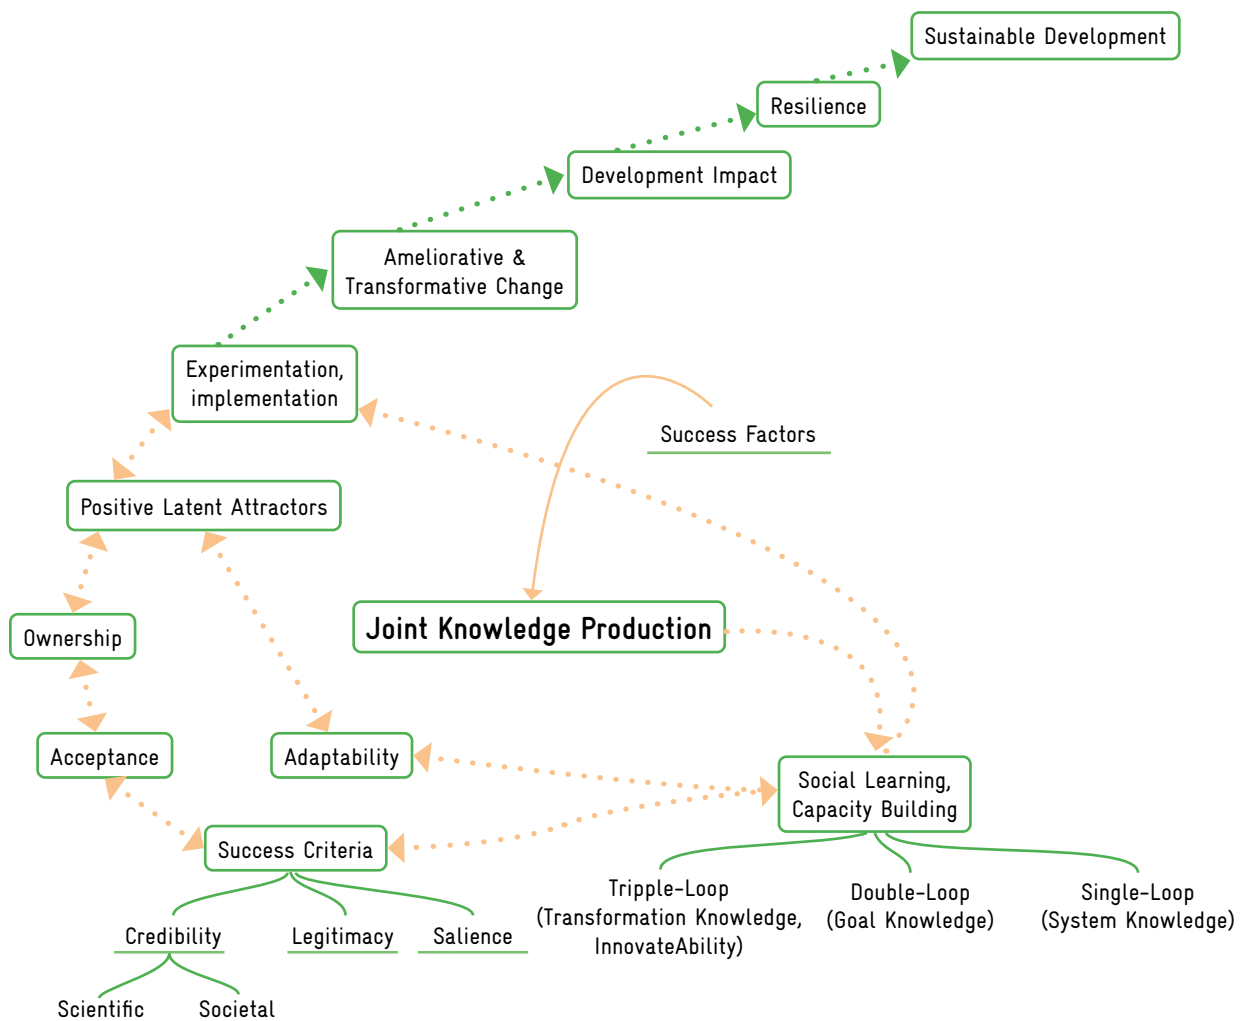 Sustainable Development
Resilience
Development Impact
Ameliorative &
Transformative Change
Experimentation,
implementation
Success Factors
Positive Latent Attractors
Joint Knowledge Production
Ownership
Acceptance
Adaptability
Social Learning,
Capacity Building
Success Criteria
Tripple-Loop
(Transformation Knowledge,
InnovateAbility)
Double-Loop
(Goal Knowledge)
Single-Loop
(System Knowledge)
Credibility
Legitimacy
Salience
Scientific
Societal